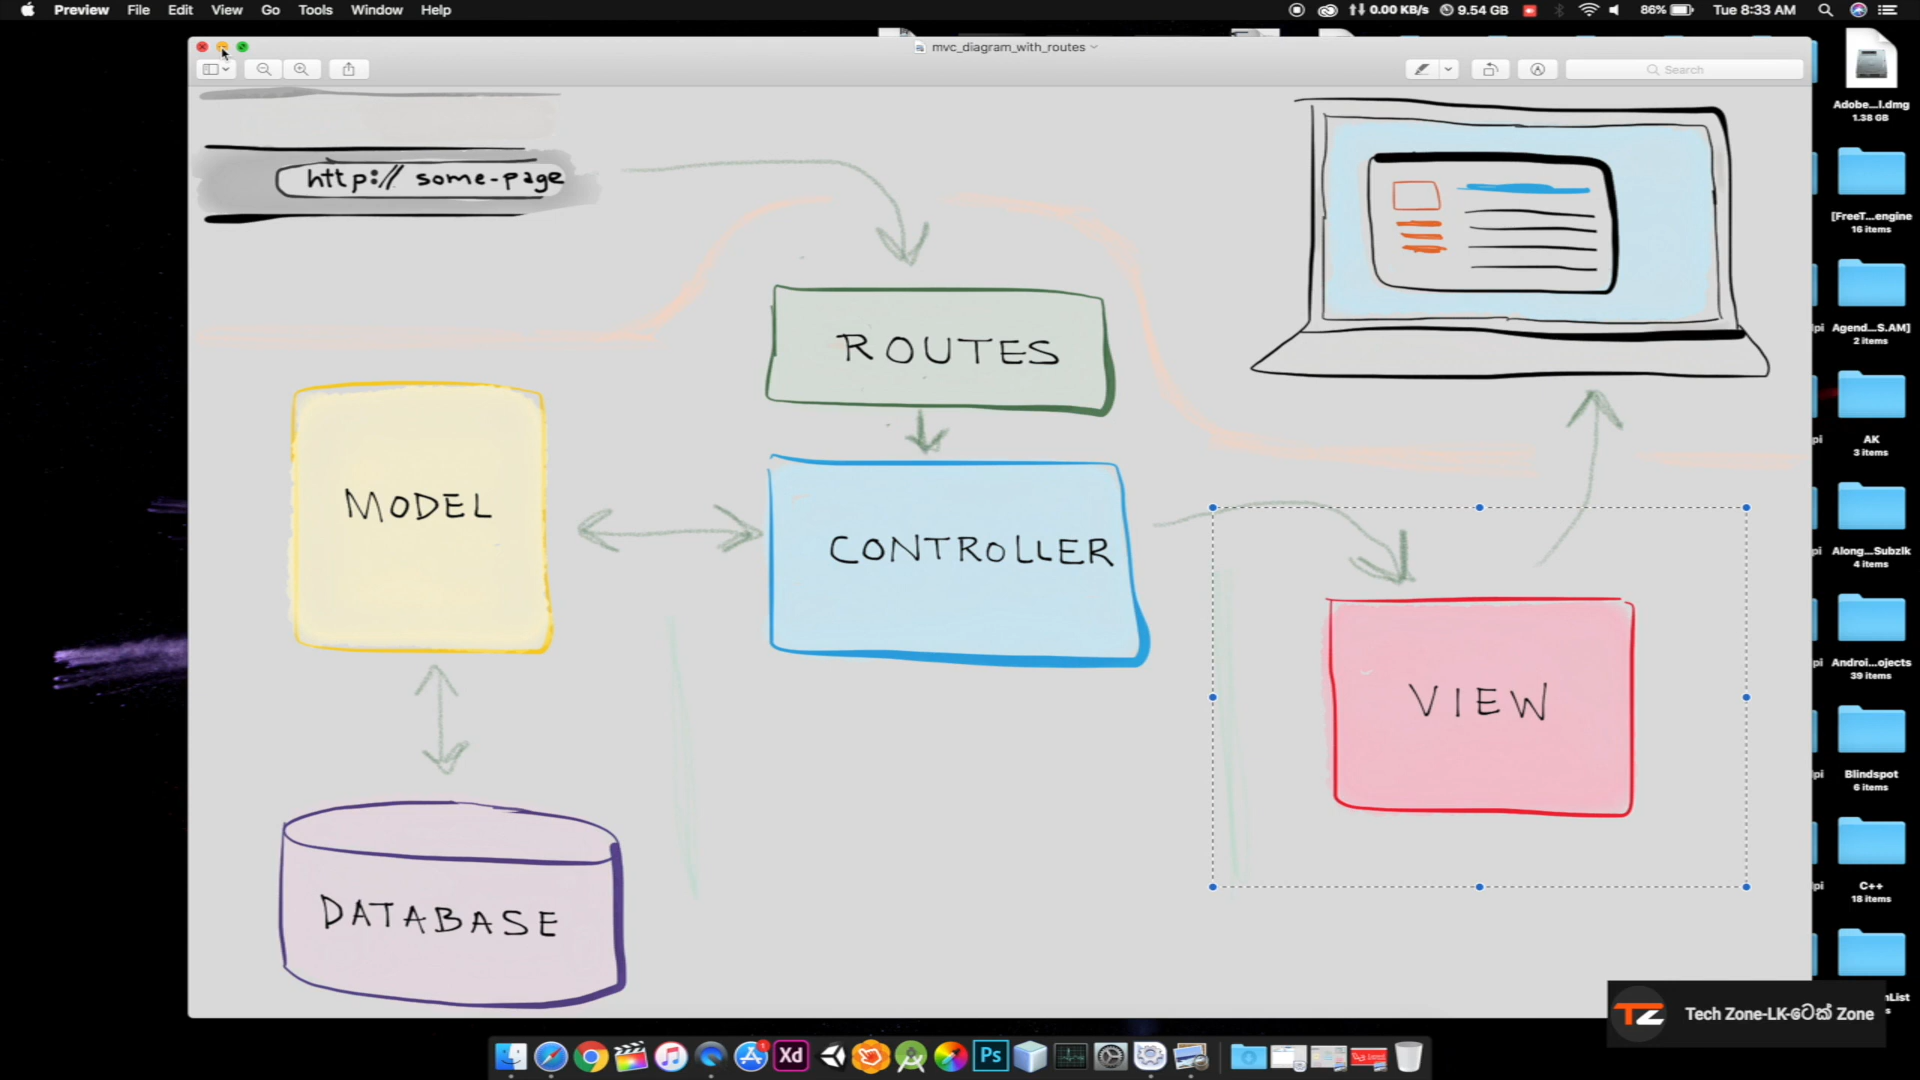 Preview File Edit View Go Tools Window Help
0.00 KB/s 9.54 GB 86% Tue 8:33 AM
mvc_diagram_with_routes
Search
http:// some-page
ROUTES
MODEL
CONTROLLER
VIEW
DATABASE
Adobe...l.dmg
1.38 GB
[FreeT...engine
16 items
Agend...S.AM]
2 items
AK
3 items
Along...Subzlk
4 items
Androi...ojects
39 items
Blindspot
6 items
C++
18 items
nList
Xd
Ps
TZ
Tech Zone-LK-ටෙක් Zone